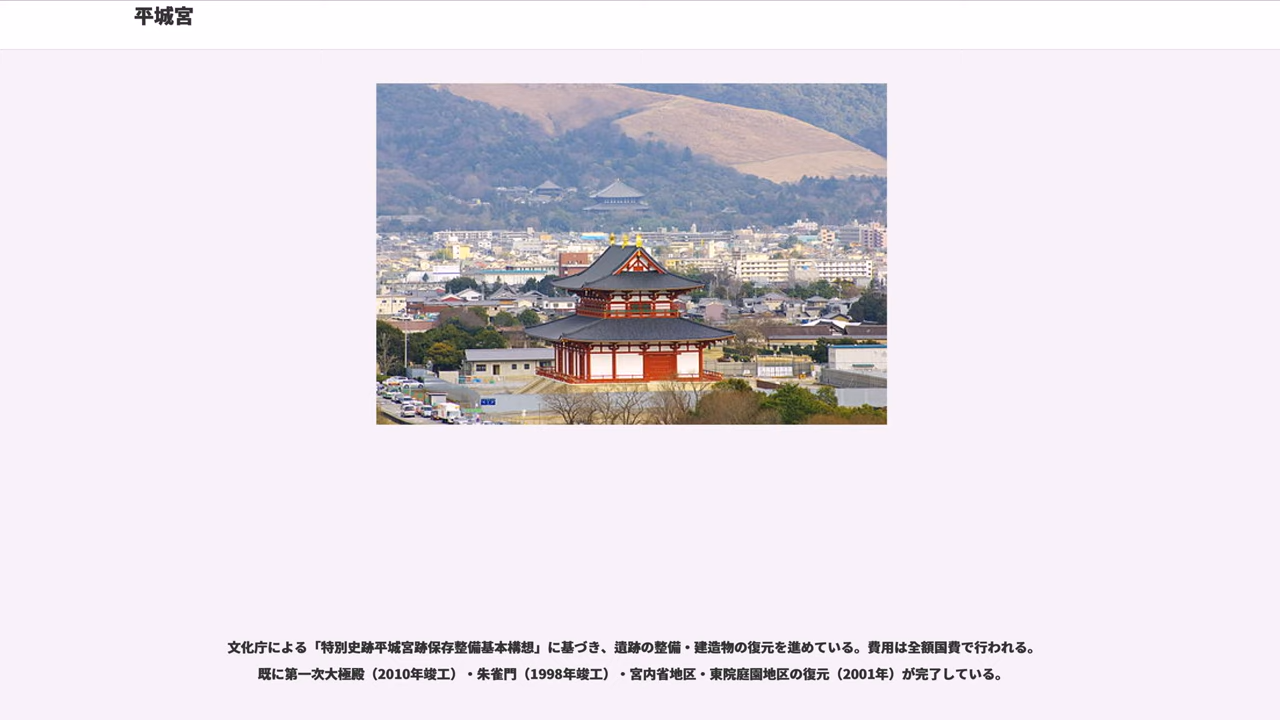 平城宮
文化庁による「特別史跡平城宮跡保存整備基本構想」に基づき、遺跡の整備・建造物の復元を進めている。費用は全額国費で行われる。
既に第一次大極殿（2010年竣工）・朱雀門（1998年竣工）・宮内省地区・東院庭園地区の復元（2001年）が完了している。